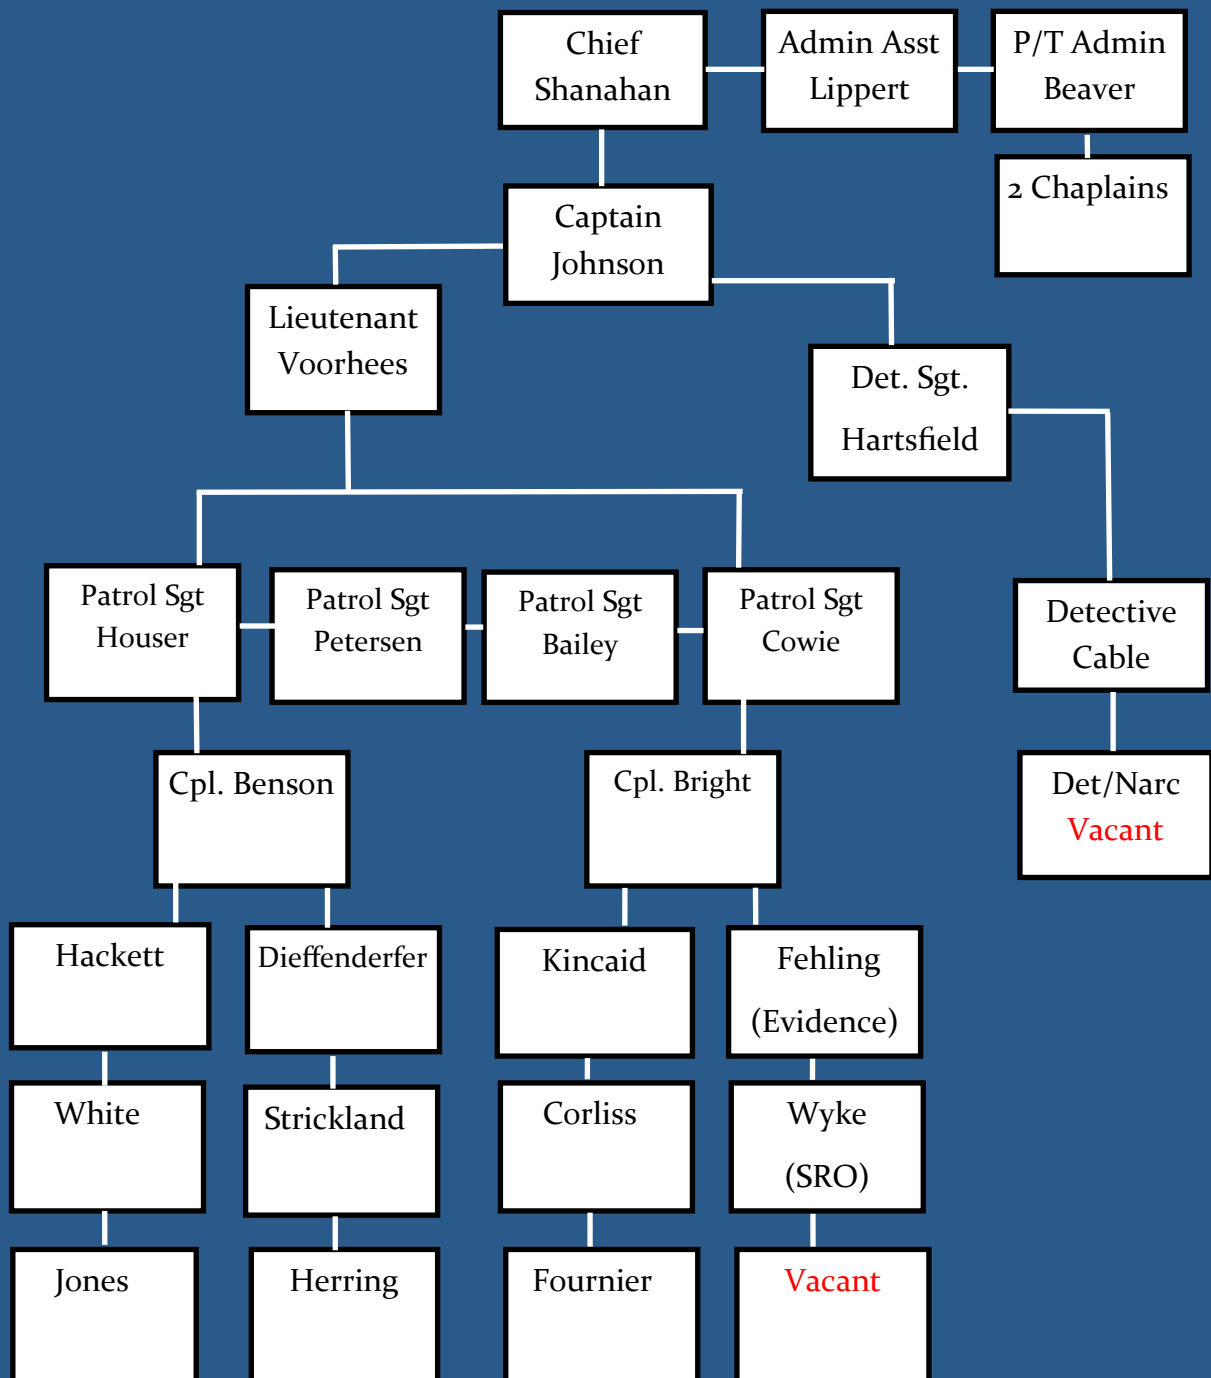 Chief
Shanahan
Admin Asst
Lippert
P/T Admin
Beaver
2 Chaplains
Captain
Johnson
Lieutenant
Voorhees
Det. Sgt.
Hartsfield
Patrol Sgt
Houser
Patrol Sgt
Petersen
Patrol Sgt
Bailey
Patrol Sgt
Cowie
Detective
Cable
Cpl. Benson
Cpl. Bright
Det/Narc
Vacant
Hackett
Dieffenderfer
Kincaid
Fehling
(Evidence)
White
Strickland
Corliss
Wyke
(SRO)
Jones
Herring
Fournier
Vacant